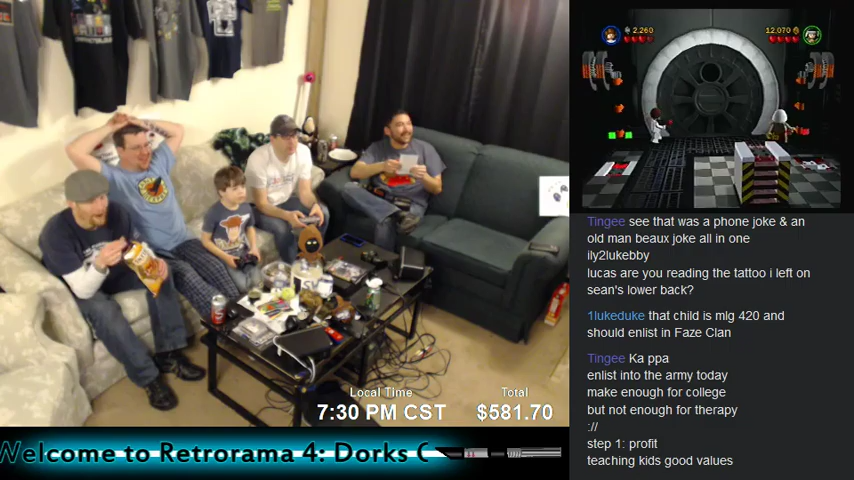 2,260
12,070
Tingee see that was a phone joke & an
old man beaux joke all in one
ily2lukebby
lucas are you reading the tattoo i left on
sean's lower back?
1lukeduke that child is mlg 420 and
should enlist in Faze Clan
Tingee Ka ppa
enlist into the army today
make enough for college
but not enough for therapy
://
step 1: profit
teaching kids good values
Local Time
7:30 PM CST
Total
$581.70
Welcome to Retrorama 4: Dorks